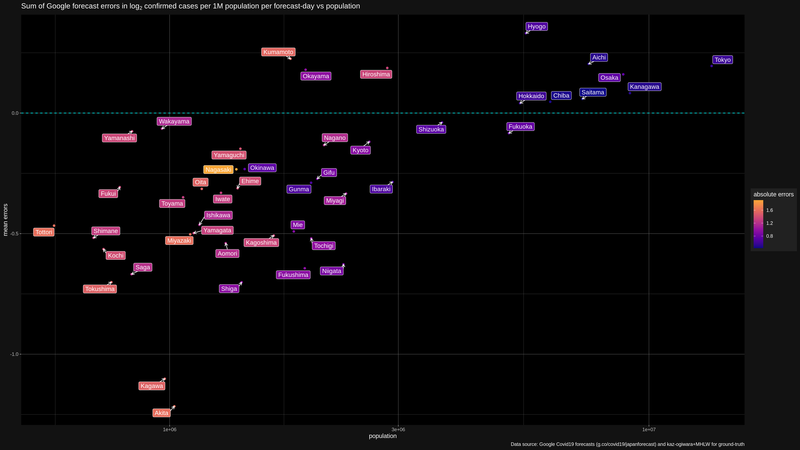 Sum of Google forecast errors in log2 confirmed cases per 1M population per forecast-day vs population
Hyogo
Kumamoto
Aichi
Tokyo
Okayama
Hiroshima
Osaka
Kanagawa
Hokkaido
Chiba
Saitama
0.0
Wakayama
Shizuoka
Fukuoka
Yamanashi
Nagano
Kyoto
Yamaguchi
Nagasaki
Okinawa
Gifu
Oita
Ehime
Gunma
Ibaraki
Fukui
Toyama
Iwate
Miyagi
absolute errors
1.6
1.2
0.8
mean errors
Ishikawa
Mie
-0.5
Tottori
Shimane
Yamagata
Miyazaki
Kagoshima
Tochigi
Kochi
Aomori
Saga
Fukushima
Niigata
Tokushima
Shiga
-1.0
Kagawa
Akita
1e+06
3e+06
1e+07
population
Data source: Google Covid19 forecasts (g.co/covid19/japanforecast) and kaz-ogiwara+MHLW for ground-truth